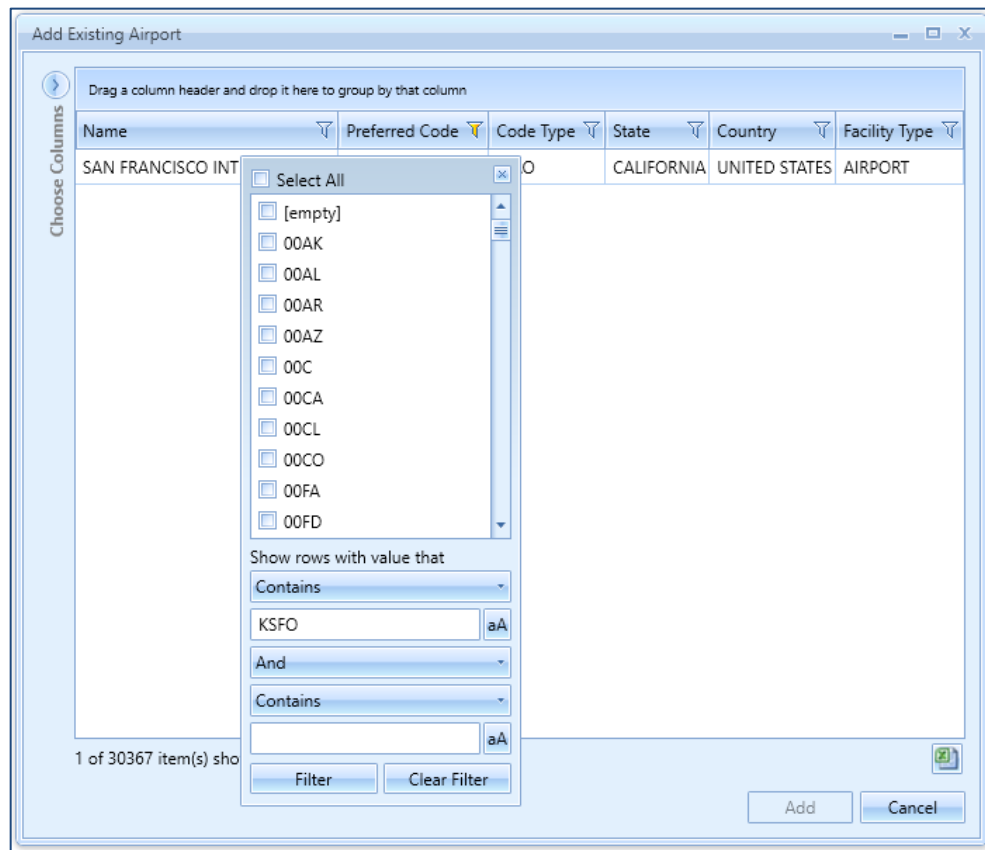 Add Existing Airport
Choose Columns
Drag a column header and drop it here to group by that column
Name Preferred Code Code Type State Country Facility Type
SAN FRANCISCO INT O CALIFORNIA UNITED STATES AIRPORT
Select All
[empty]
00AK
00AL
00AR
00AZ
00C
00CA
00CL
00CO
00FA
00FD
Show rows with value that
Contains
KSFO aA
And
Contains
aA
1 of 30367 item(s) sho
Filter Clear Filter
Add Cancel